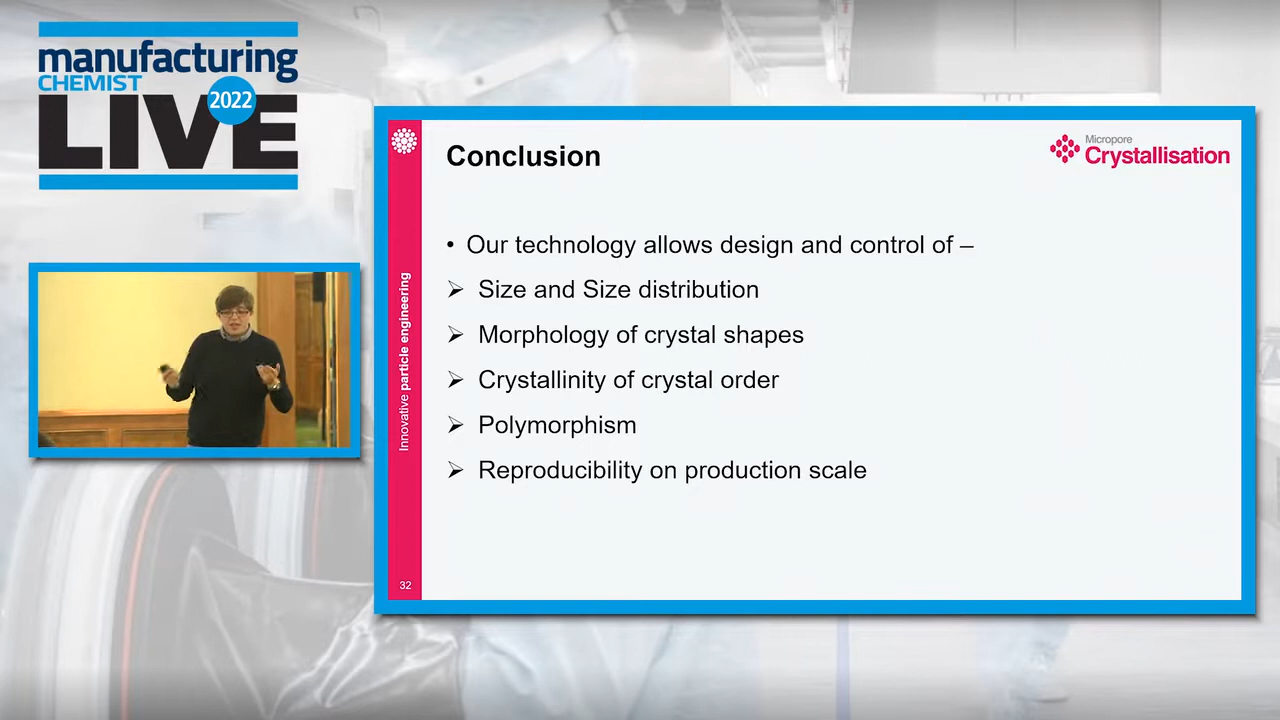 manufacturing
CHEMIST
LIVE
2022
Conclusion
Micropore
Crystallisation
• Our technology allows design and control of –
➢ Size and Size distribution
➢ Morphology of crystal shapes
➢ Crystallinity of crystal order
➢ Polymorphism
➢ Reproducibility on production scale
Innovative particle engineering
32